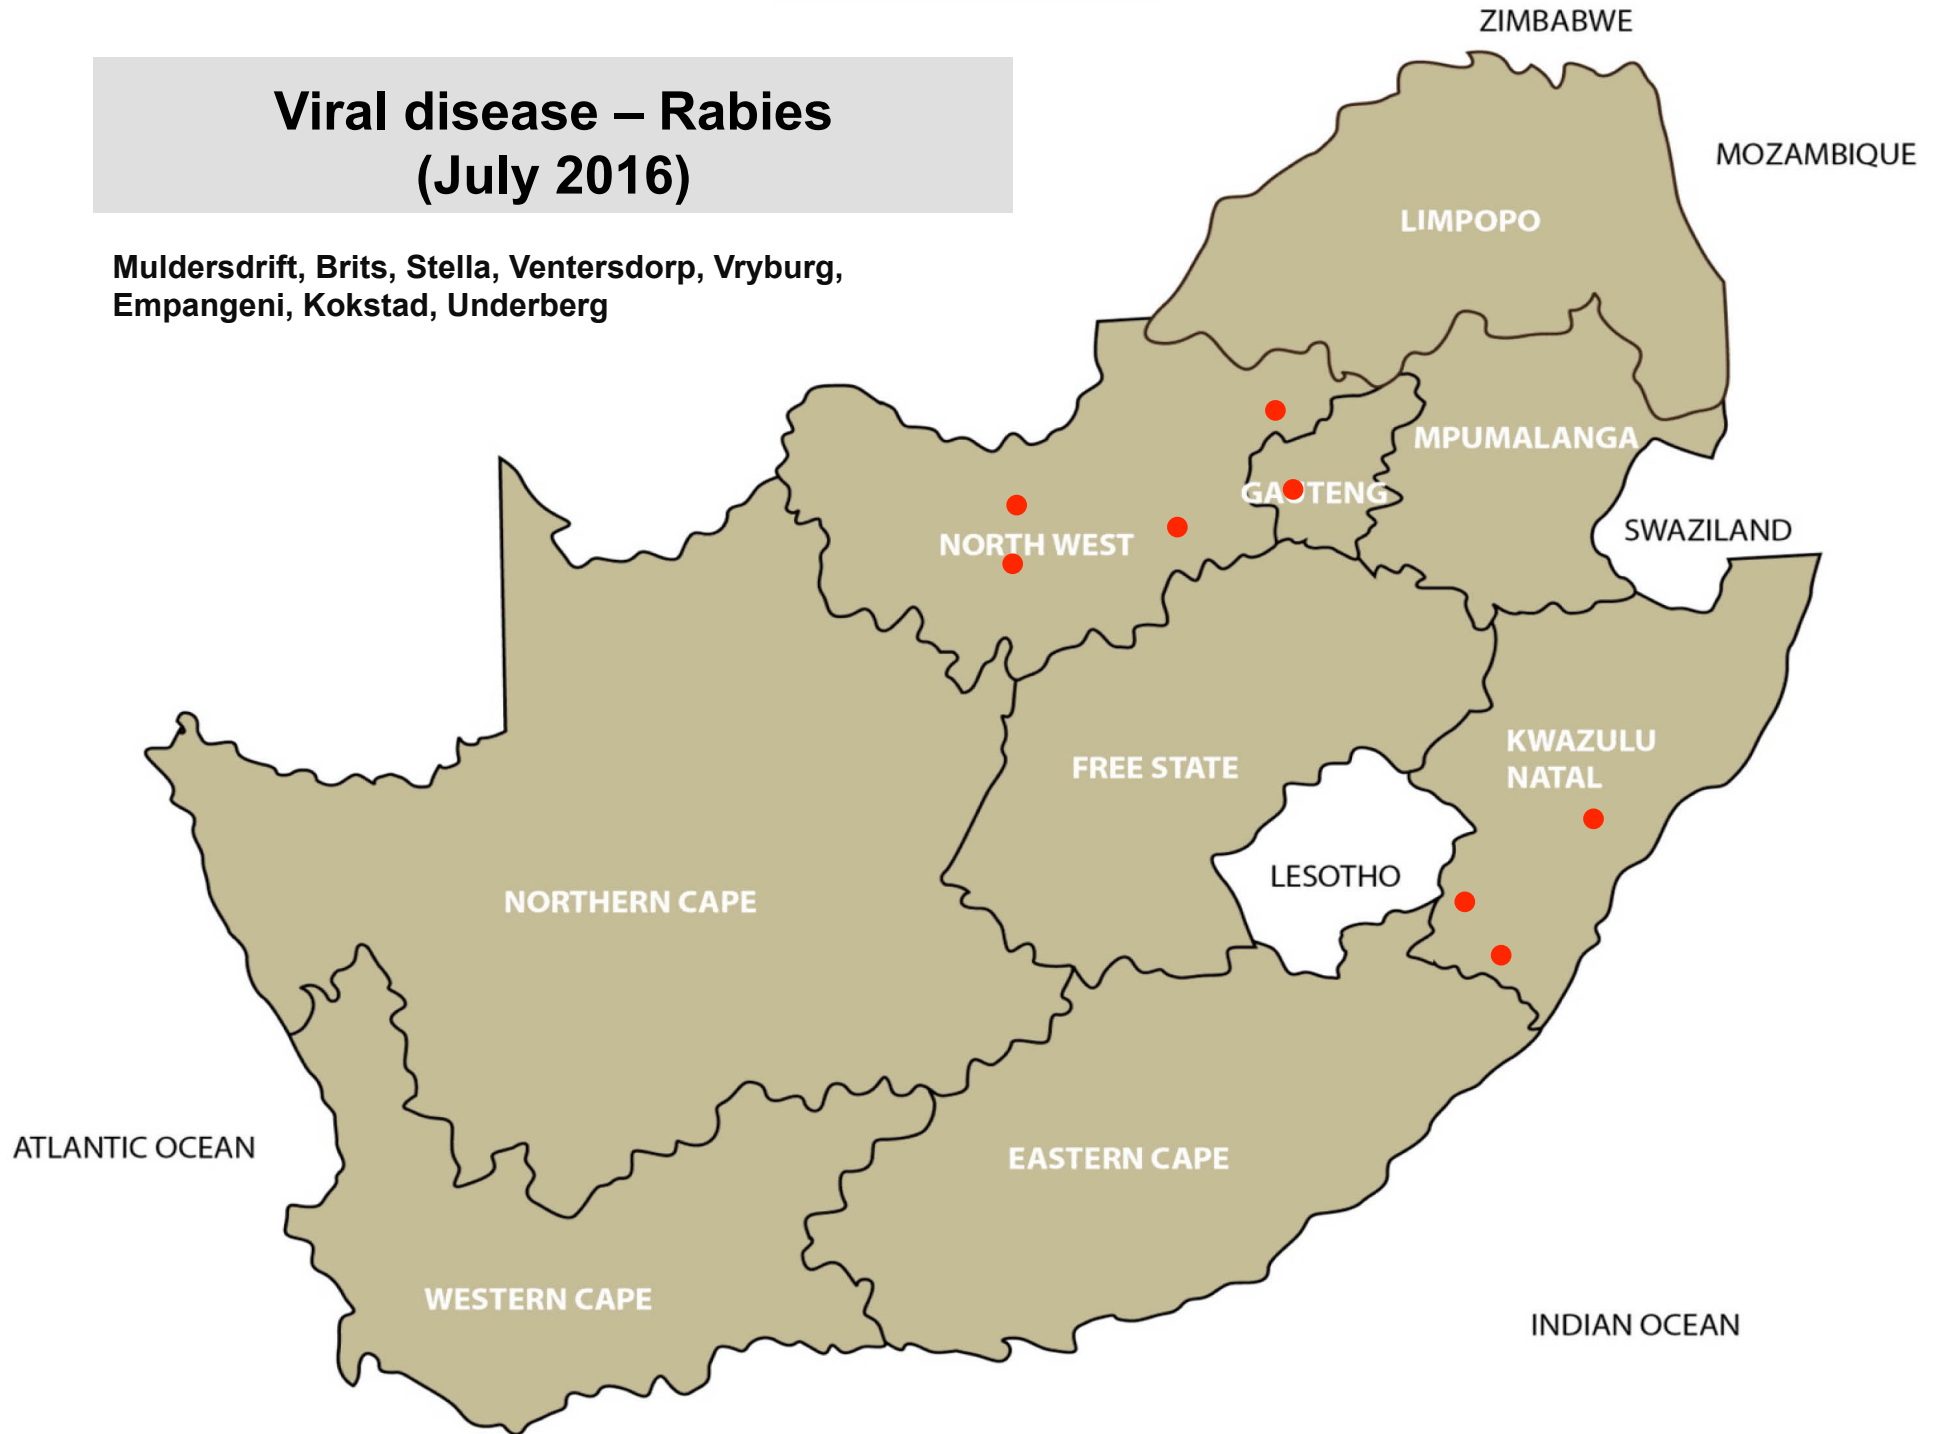 ZIMBABWE
Viral disease – Rabies
(July 2016)
MOZAMBIQUE
LIMPOPO
Muldersdrift, Brits, Stella, Ventersdorp, Vryburg,
Empangeni, Kokstad, Underberg
MPUMALANGA
GAUTENG
SWAZILAND
NORTH WEST
KWAZULU
NATAL
FREE STATE
LESOTHO
NORTHERN CAPE
ATLANTIC OCEAN
EASTERN CAPE
WESTERN CAPE
INDIAN OCEAN